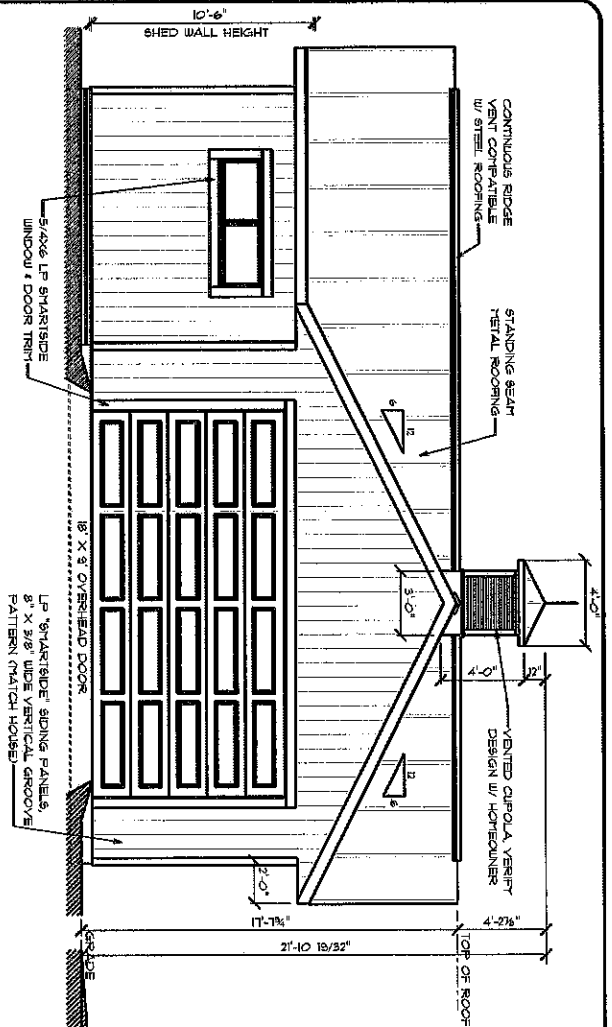 10'-6"
SHED WALL HEIGHT
CONTINUOUS RIDGE
VENT COMPATIBLE
W/ STEEL ROOFING
STANDING SEAM
METAL ROOFING
6
12
4'-0"
3'-0"
4'-0"
12"
VENTED CUPOLA, VERIFY
DESIGN W/ HOMEOWNER
12
6
5/4X6 LP SMARTSIDE
WINDOW & DOOR TRIM
18' X 9' OVERHEAD DOOR
LP "SMARTSIDE" SIDING PANELS,
8" X 3/8" WIDE VERTICAL GROOVE
PATTERN (MATCH HOUSE)
2'-0"
17'-7¾"
4'-2⅞"
21'-10 19/32"
TOP OF ROOF
GRADE